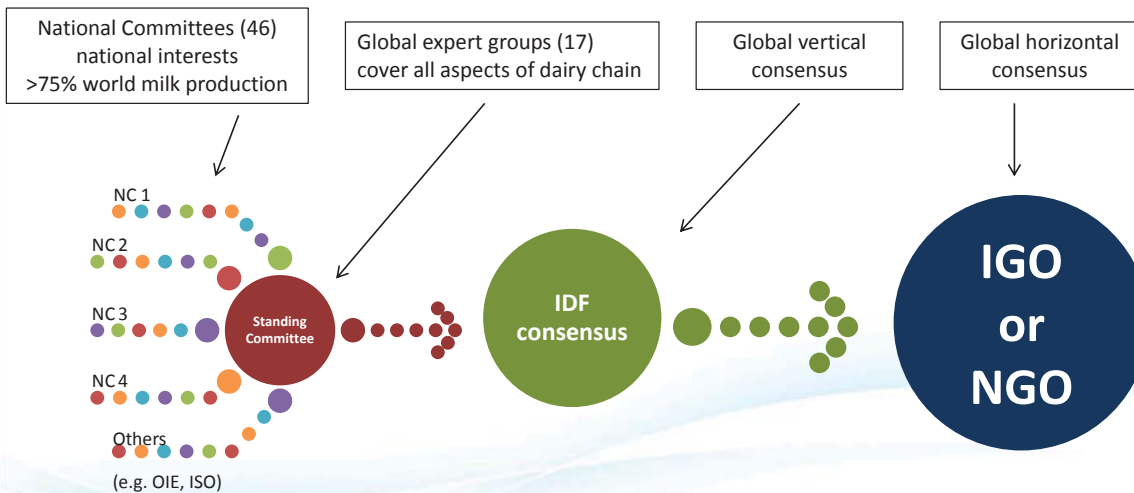 National Committees (46)
national interests
>75% world milk production
Global expert groups (17)
cover all aspects of dairy chain
Global vertical
consensus
Global horizontal
consensus
NC 1
NC 2
NC 3
NC 4
Others
(e.g. OIE, ISO)
Standing
Committee
IDF
consensus
IGO
or
NGO